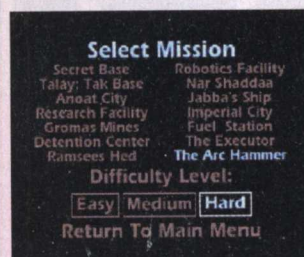 Select Mission
Secret Base Robotics Facility
Talay: Tak Base Nar Shaddaa
Anoat City Jabba's Ship
Research Facility Imperial City
Gromas Mines Fuel Station
Detention Center The Executor
Ramsees Hed The Arc Hammer
Difficulty Level:
Easy Medium Hard
Return To Main Menu